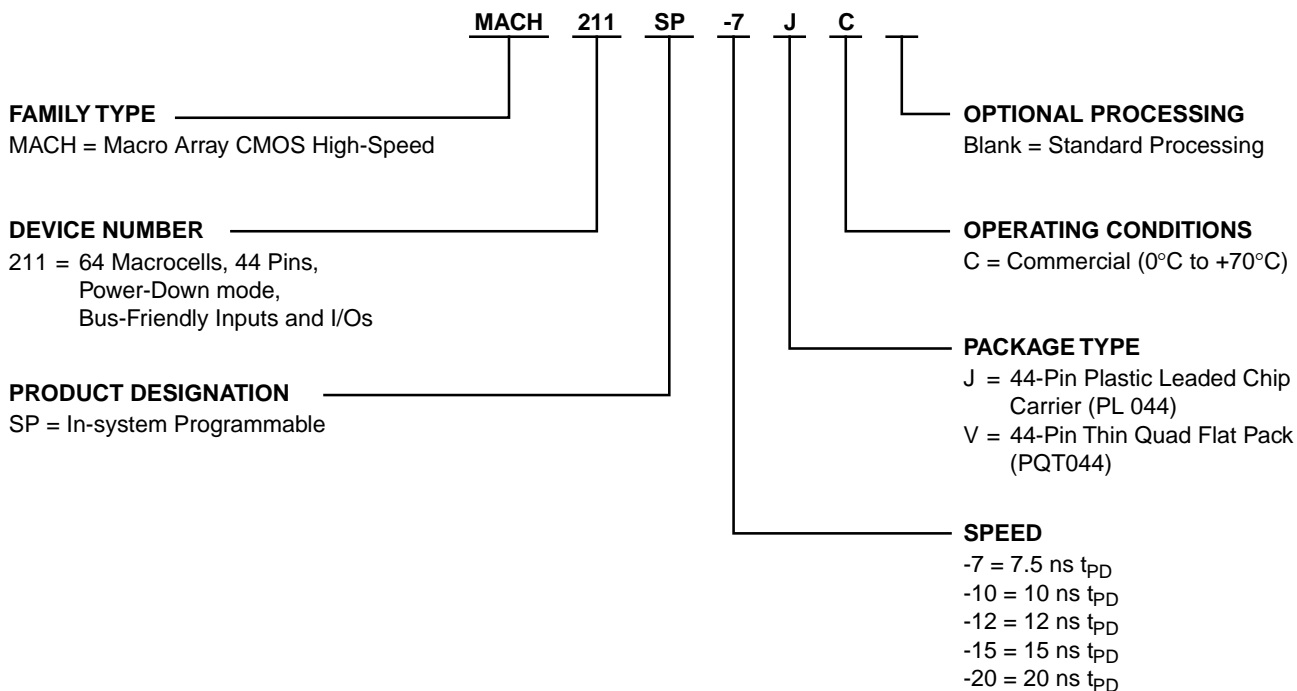 MACH 211 SP -7 J C
FAMILY TYPE
MACH = Macro Array CMOS High-Speed
DEVICE NUMBER
211 = 64 Macrocells, 44 Pins,
Power-Down mode,
Bus-Friendly Inputs and I/Os
PRODUCT DESIGNATION
SP = In-system Programmable
OPTIONAL PROCESSING
Blank = Standard Processing
OPERATING CONDITIONS
C = Commercial (0°C to +70°C)
PACKAGE TYPE
J = 44-Pin Plastic Leaded Chip
Carrier (PL 044)
V = 44-Pin Thin Quad Flat Pack
(PQT044)
SPEED
-7 = 7.5 ns tPD
-10 = 10 ns tPD
-12 = 12 ns tPD
-15 = 15 ns tPD
-20 = 20 ns tPD